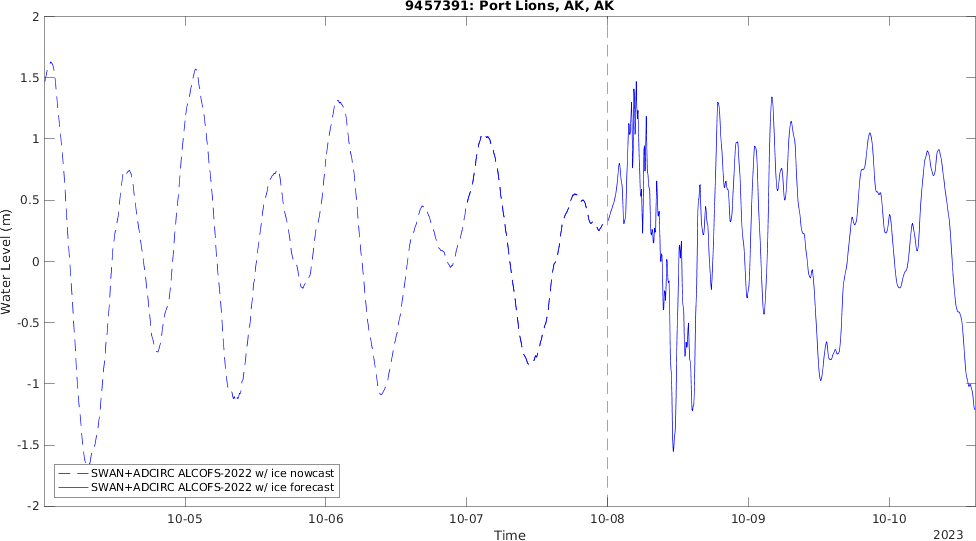 9457391: Port Lions, AK, AK
2
1.5
1
0.5
0
-0.5
-1
-1.5
-2
Water Level (m)
SWAN+ADCIRC ALCOFS-2022 w/ ice nowcast
SWAN+ADCIRC ALCOFS-2022 w/ ice forecast
10-05 10-06 10-07 10-08 10-09 10-10
Time
2023